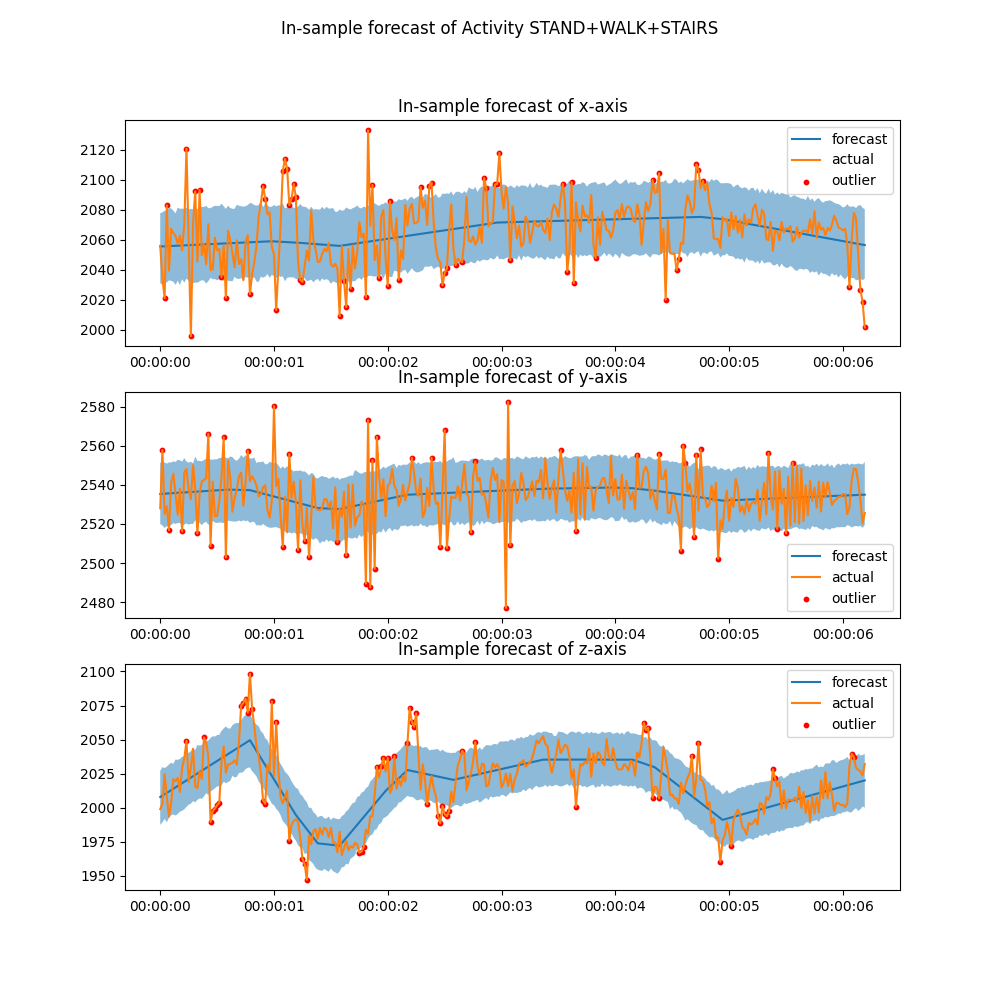 In-sample forecast of Activity STAND+WALK+STAIRS
In-sample forecast of x-axis
2120
2100
2080
2060
2040
2020
2000
forecast
actual
outlier
00:00:00 00:00:01 00:00:02 00:00:03 00:00:04 00:00:05 00:00:06
In-sample forecast of y-axis
2580
2560
2540
2520
2500
2480
forecast
actual
outlier
00:00:00 00:00:01 00:00:02 00:00:03 00:00:04 00:00:05 00:00:06
In-sample forecast of z-axis
2100
2075
2050
2025
2000
1975
1950
forecast
actual
outlier
00:00:00 00:00:01 00:00:02 00:00:03 00:00:04 00:00:05 00:00:06